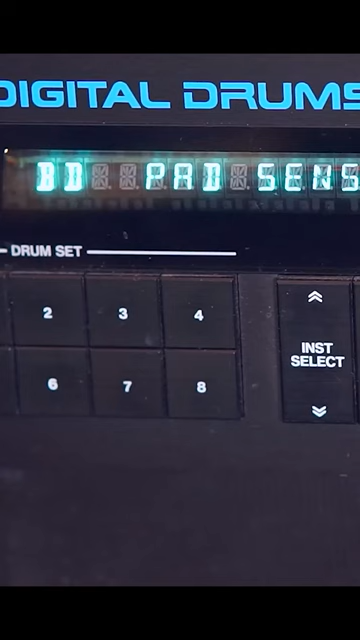 DIGITAL DRUMS
BD PAD SENS
DRUM SET
2 3 4
INST
SELECT
6 7 8